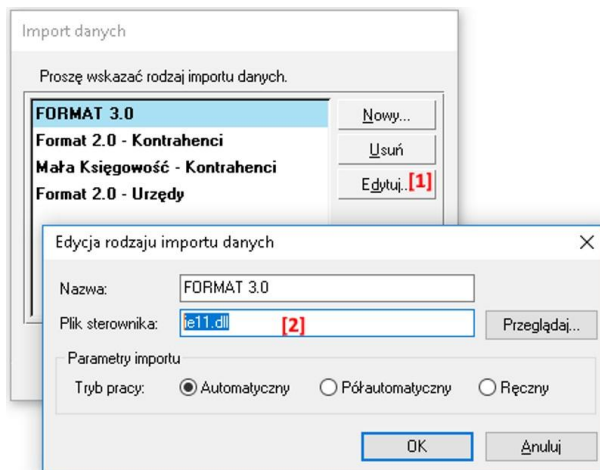 Import danych
Proszę wskazać rodzaj importu danych.
FORMAT 3.0
Format 2.0 - Kontrahenci
Mała Księgowość - Kontrahenci
Format 2.0 - Urzędy
Nowy...
Usuń
Edytuj...[1]
Edycja rodzaju importu danych
Nazwa: FORMAT 3.0
Plik sterownika: ie11.dll [2] Przeglądaj...
Parametry importu
Tryb pracy: Automatyczny Półautomatyczny Ręczny
OK Anuluj